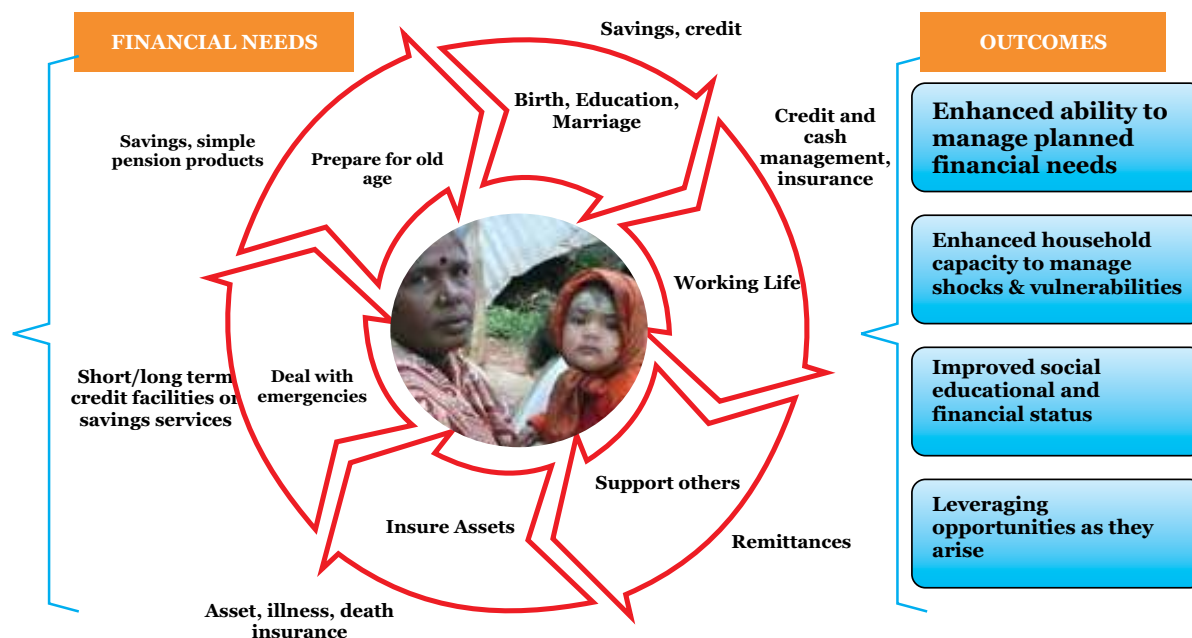 FINANCIAL NEEDS
Savings, credit
OUTCOMES
Birth, Education,
Marriage
Credit and
cash
management,
insurance
Savings, simple
pension products
Prepare for old
age
Working Life
Short/long term
credit facilities or
savings services
Deal with
emergencies
Support others
Insure Assets
Remittances
Asset, illness, death
insurance
Enhanced ability to
manage planned
financial needs
Enhanced household
capacity to manage
shocks & vulnerabilities
Improved social
educational and
financial status
Leveraging
opportunities as they
arise